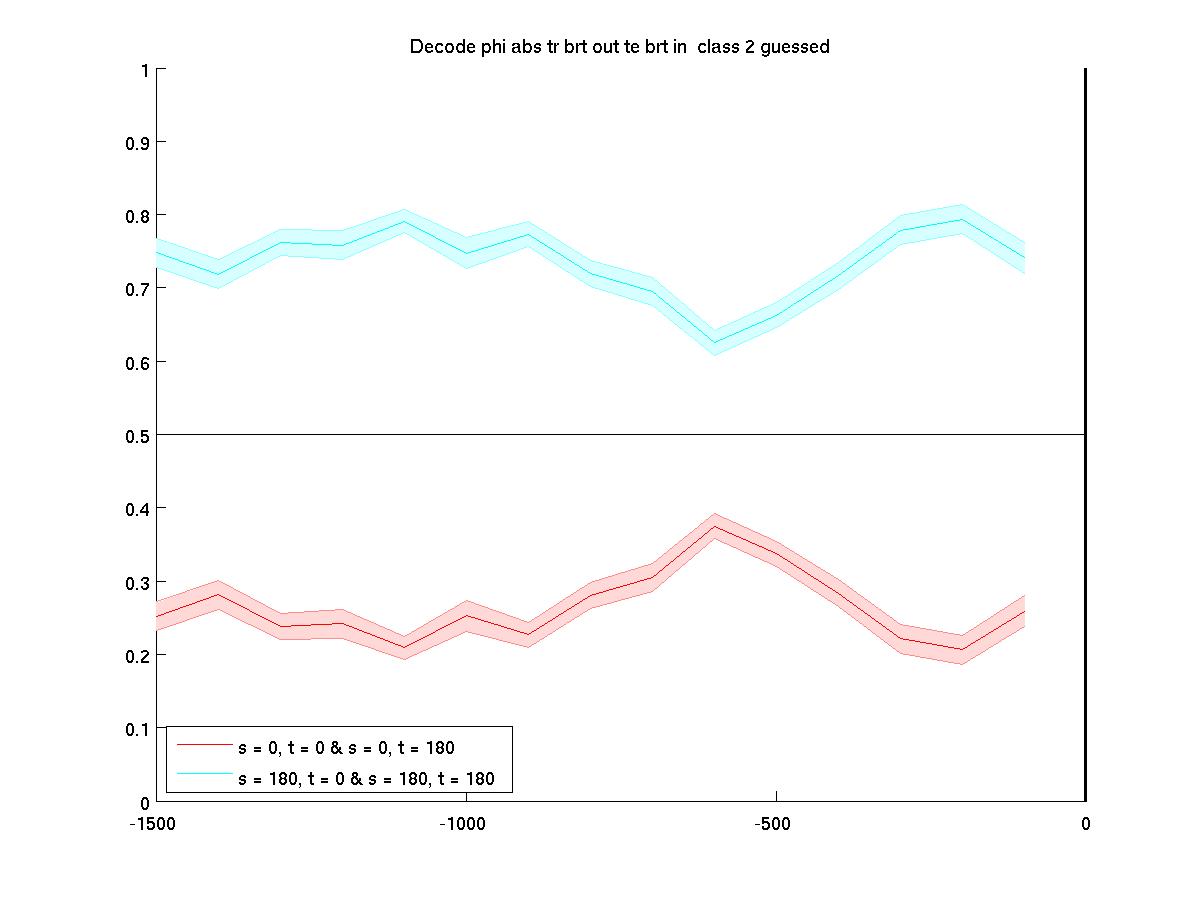 Decode phi abs tr brt out te brt in  class 2 guessed
1
0.9
0.8
0.7
0.6
0.5
0.4
0.3
0.2
0.1
0
s = 0, t = 0 & s = 0, t = 180
s = 180, t = 0 & s = 180, t = 180
-1500 -1000 -500 0